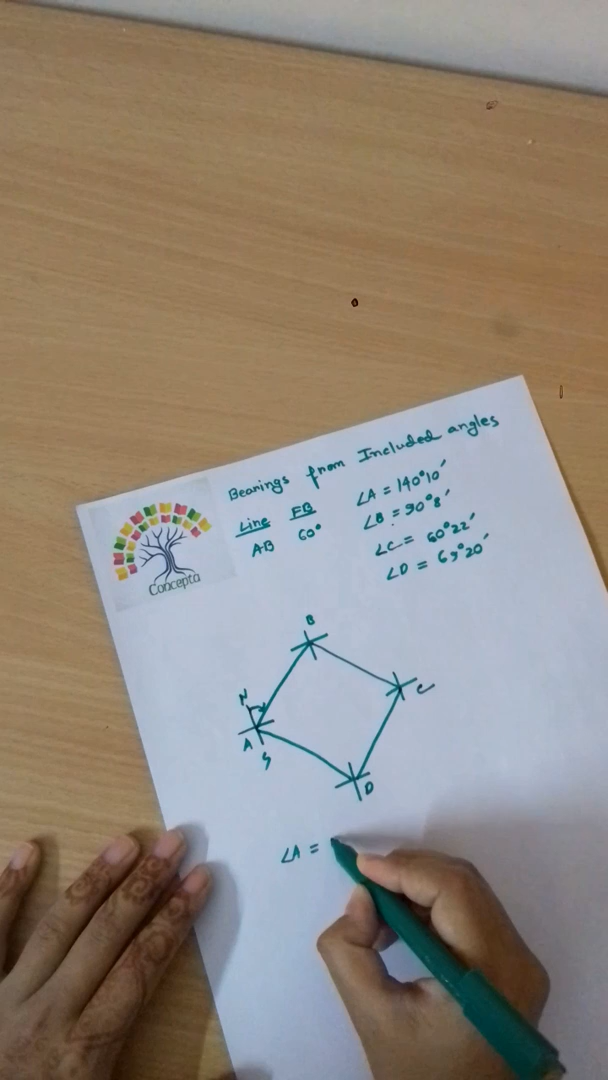 Bearings from Included angles
Line FB
AB 60°
∠A = 140°10′
∠B = 90°8′
∠C = 60°22′
∠D = 69°20′
Concepta
B
N
C
A
S
D
∠A =